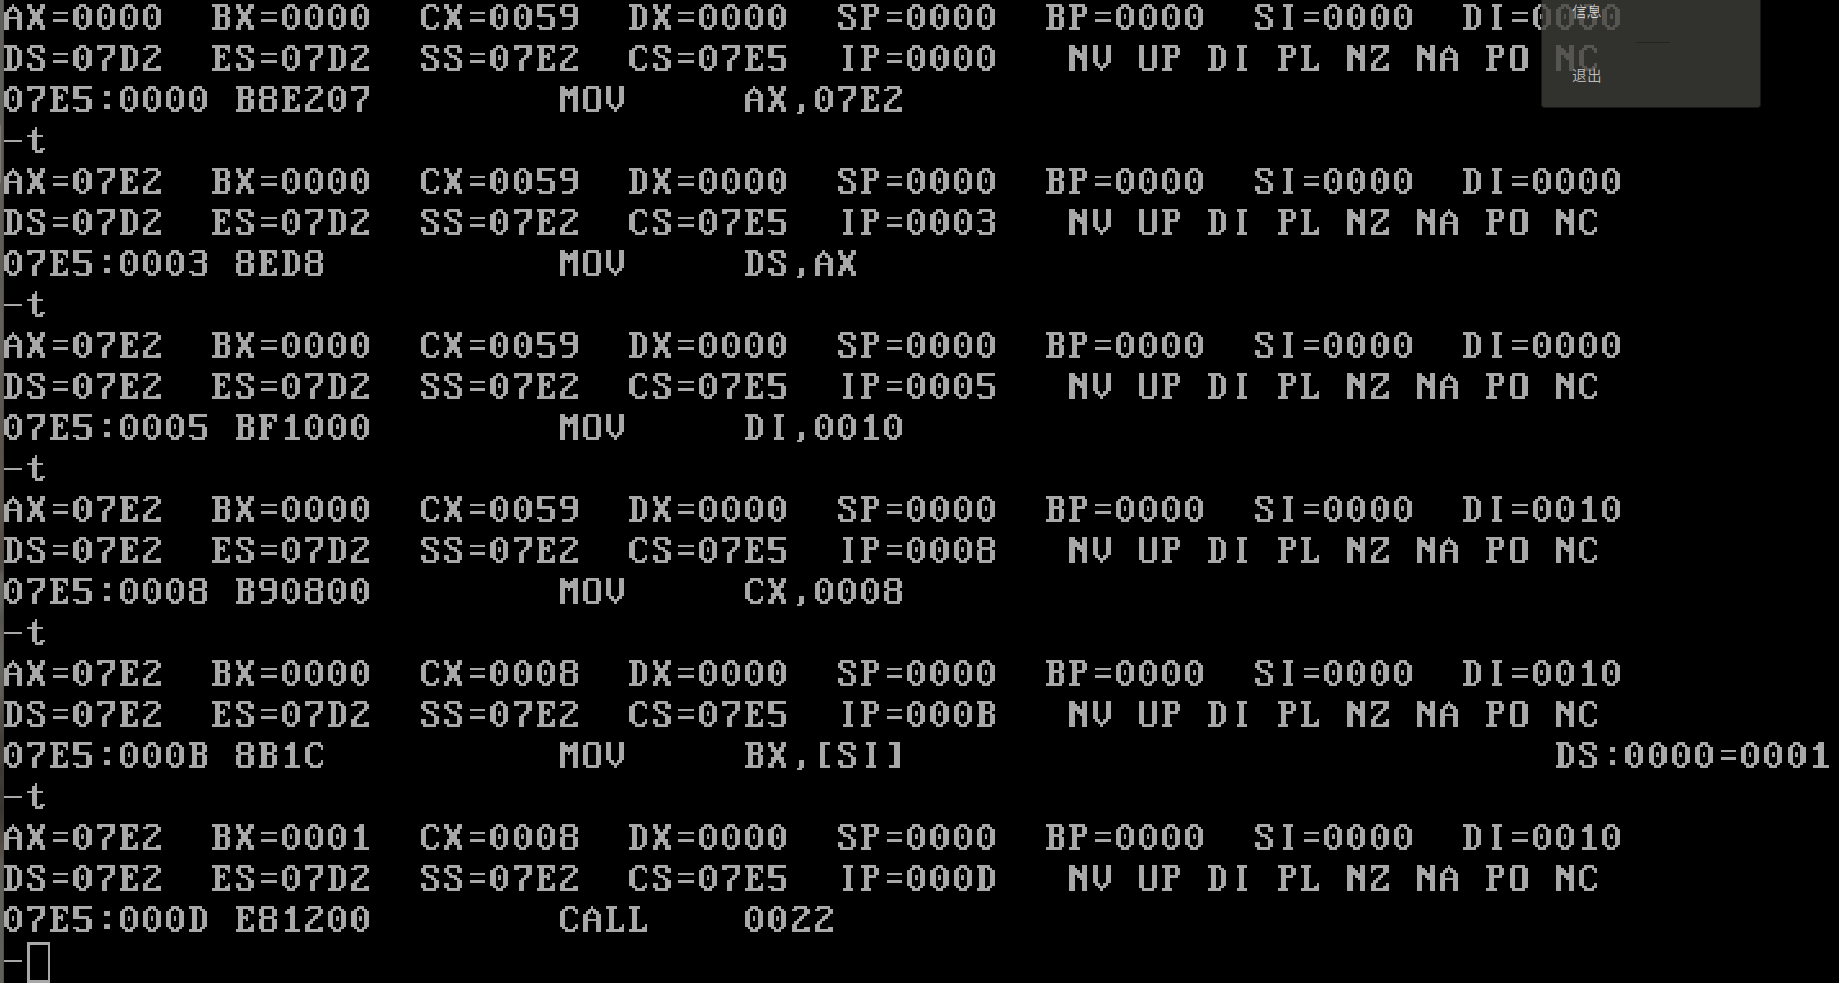 AX=0000 BX=0000 CX=0059 DX=0000 SP=0000 BP=0000 SI=0000 DI=0000
信息
DS=07D2 ES=07D2 SS=07E2 CS=07E5 IP=0000 NV UP DI PL NZ NA PO NC
退出
07E5:0000 B8E207 MOV AX,07E2
-t
AX=07E2 BX=0000 CX=0059 DX=0000 SP=0000 BP=0000 SI=0000 DI=0000
DS=07D2 ES=07D2 SS=07E2 CS=07E5 IP=0003 NV UP DI PL NZ NA PO NC
07E5:0003 8ED8 MOV DS,AX
-t
AX=07E2 BX=0000 CX=0059 DX=0000 SP=0000 BP=0000 SI=0000 DI=0000
DS=07E2 ES=07D2 SS=07E2 CS=07E5 IP=0005 NV UP DI PL NZ NA PO NC
07E5:0005 BF1000 MOV DI,0010
-t
AX=07E2 BX=0000 CX=0059 DX=0000 SP=0000 BP=0000 SI=0000 DI=0010
DS=07E2 ES=07D2 SS=07E2 CS=07E5 IP=0008 NV UP DI PL NZ NA PO NC
07E5:0008 B90800 MOV CX,0008
-t
AX=07E2 BX=0000 CX=0008 DX=0000 SP=0000 BP=0000 SI=0000 DI=0010
DS=07E2 ES=07D2 SS=07E2 CS=07E5 IP=000B NV UP DI PL NZ NA PO NC
07E5:000B 8B1C MOV BX,[SI] DS:0000=0001
-t
AX=07E2 BX=0001 CX=0008 DX=0000 SP=0000 BP=0000 SI=0000 DI=0010
DS=07E2 ES=07D2 SS=07E2 CS=07E5 IP=000D NV UP DI PL NZ NA PO NC
07E5:000D E81200 CALL 0022
-